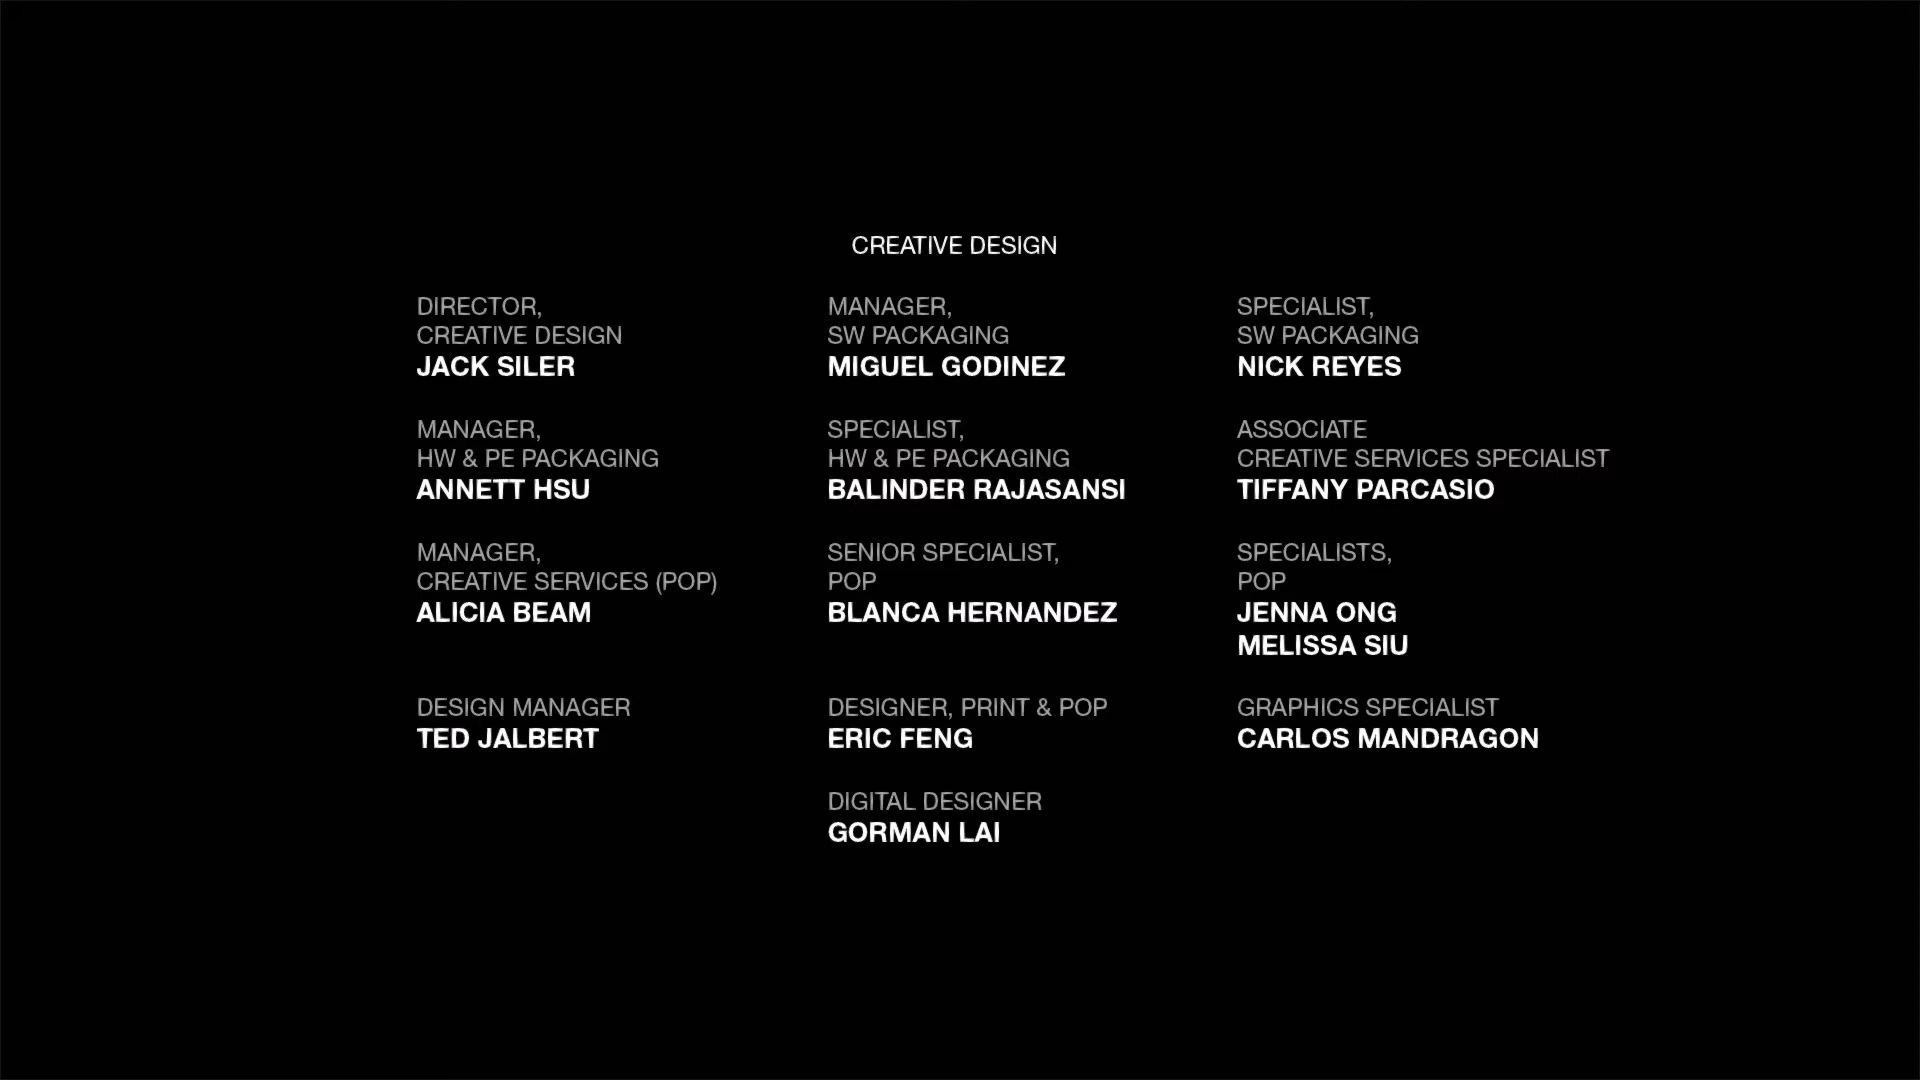 CREATIVE DESIGN
DIRECTOR,
CREATIVE DESIGN
JACK SILER
MANAGER,
SW PACKAGING
MIGUEL GODINEZ
SPECIALIST,
SW PACKAGING
NICK REYES
MANAGER,
HW & PE PACKAGING
ANNETT HSU
SPECIALIST,
HW & PE PACKAGING
BALINDER RAJASANSI
ASSOCIATE
CREATIVE SERVICES SPECIALIST
TIFFANY PARCASIO
MANAGER,
CREATIVE SERVICES (POP)
ALICIA BEAM
SENIOR SPECIALIST,
POP
BLANCA HERNANDEZ
SPECIALISTS,
POP
JENNA ONG
MELISSA SIU
DESIGN MANAGER
TED JALBERT
DESIGNER, PRINT & POP
ERIC FENG
GRAPHICS SPECIALIST
CARLOS MANDRAGON
DIGITAL DESIGNER
GORMAN LAI